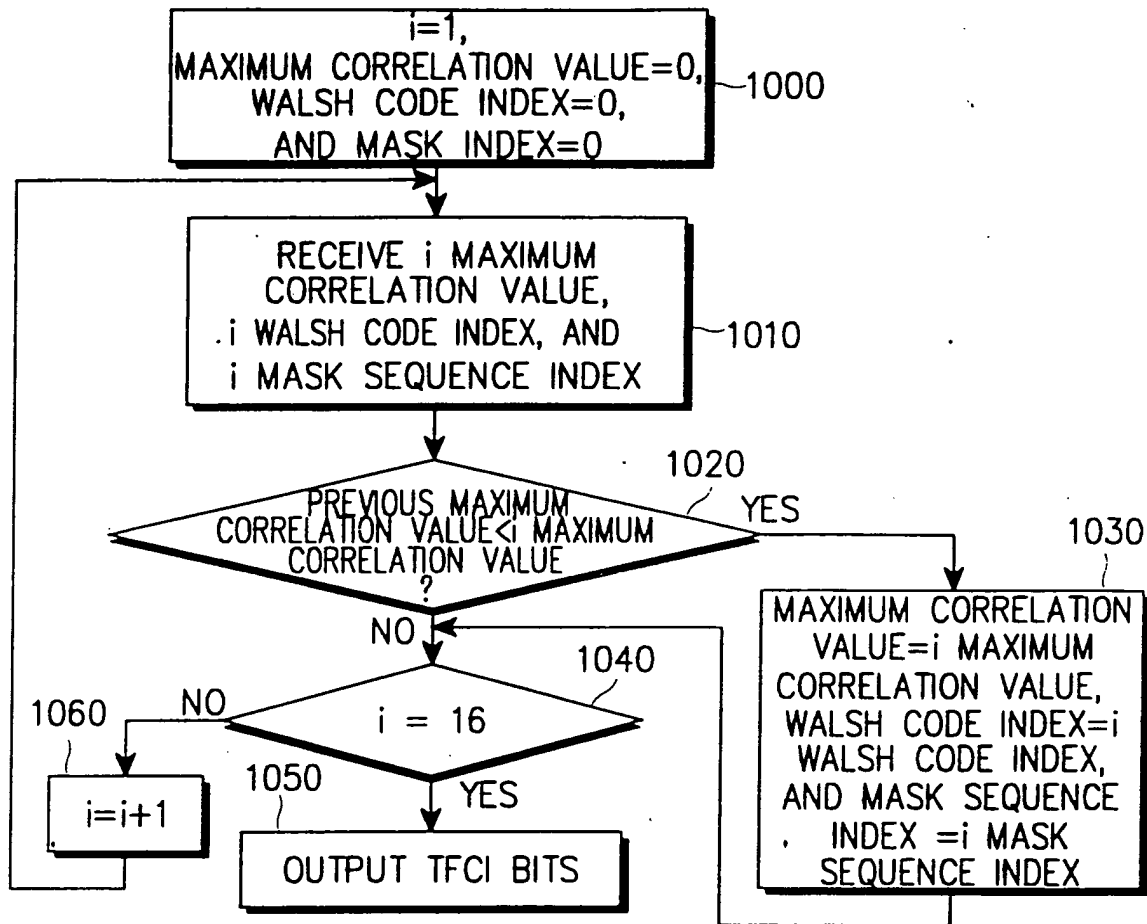 i=1,
MAXIMUM CORRELATION VALUE=0,
WALSH CODE INDEX=0,
AND MASK INDEX=0
1000
RECEIVE i MAXIMUM
CORRELATION VALUE,
i WALSH CODE INDEX, AND
i MASK SEQUENCE INDEX
1010
PREVIOUS MAXIMUM
CORRELATION VALUE<i MAXIMUM
CORRELATION VALUE
?
1020
YES
NO
1030
MAXIMUM CORRELATION
VALUE=i MAXIMUM
CORRELATION VALUE,
WALSH CODE INDEX=i
WALSH CODE INDEX,
AND MASK SEQUENCE
INDEX =i MASK
SEQUENCE INDEX
1040
i = 16
NO
YES
1060
i=i+1
1050
OUTPUT TFCI BITS